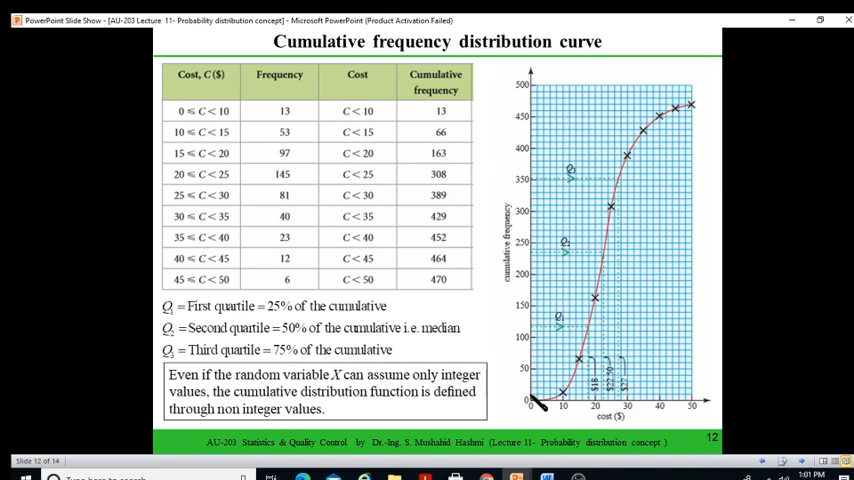 PowerPoint Slide Show - [AU-203 Lecture 11- Probability distribution concept] - Microsoft PowerPoint (Product Activation Failed)
Cumulative frequency distribution curve
Cost, C ($) Frequency Cost Cumulative frequency
0 ⩽ C < 10 13 C < 10 13
10 ⩽ C < 15 53 C < 15 66
15 ⩽ C < 20 97 C < 20 163
20 ⩽ C < 25 145 C < 25 308
25 ⩽ C < 30 81 C < 30 389
30 ⩽ C < 35 40 C < 35 429
35 ⩽ C < 40 23 C < 40 452
40 ⩽ C < 45 12 C < 45 464
45 ⩽ C < 50 6 C < 50 470
Q₁ = First quartile = 25% of the cumulative
Q₂ = Second quartile = 50% of the cumulative i.e. median
Q₃ = Third quartile = 75% of the cumulative
Even if the random variable X can assume only integer
values, the cumulative distribution function is defined
through non integer values.
500
450
400
350
300
250
200
150
100
50
0
cumulative frequency
Q₃
Q₂
Q₁
$18
$22.50
$27
0 10 20 30 40 50
cost ($)
AU-203 Statistics & Quality Control by Dr.-Ing. S. Mushahid Hashmi (Lecture 11- Probability distribution concept )
12
Slide 12 of 14
Type here to search
1:01 PM